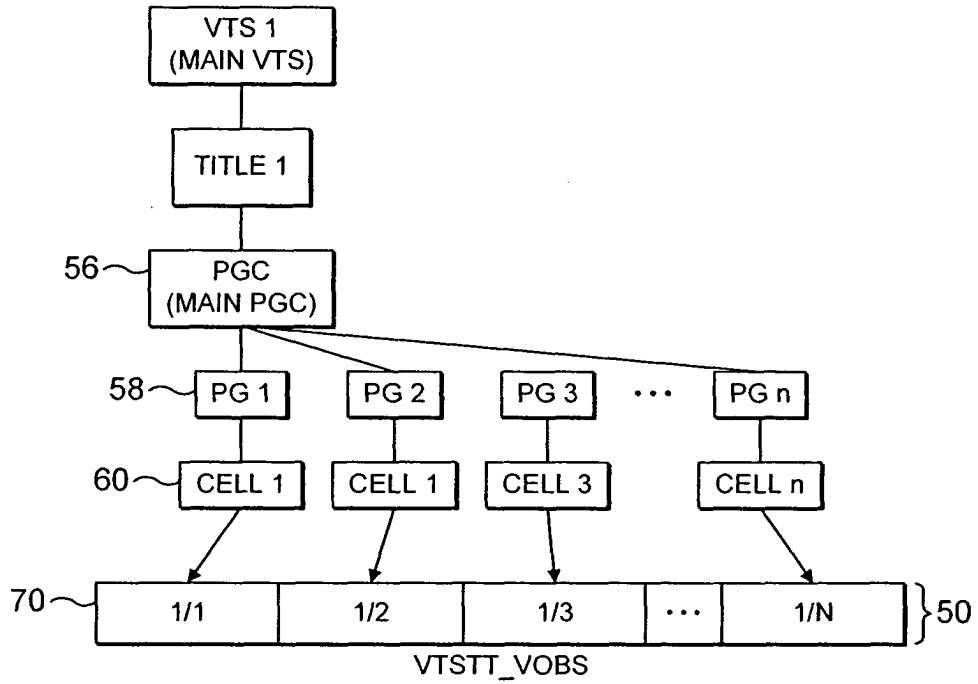 VTS 1
(MAIN VTS)
TITLE 1
56
PGC
(MAIN PGC)
58
PG 1
PG 2
PG 3
...
PG n
60
CELL 1
CELL 1
CELL 3
CELL n
70
1/1
1/2
1/3
...
1/N
50
VTSTT_VOBS